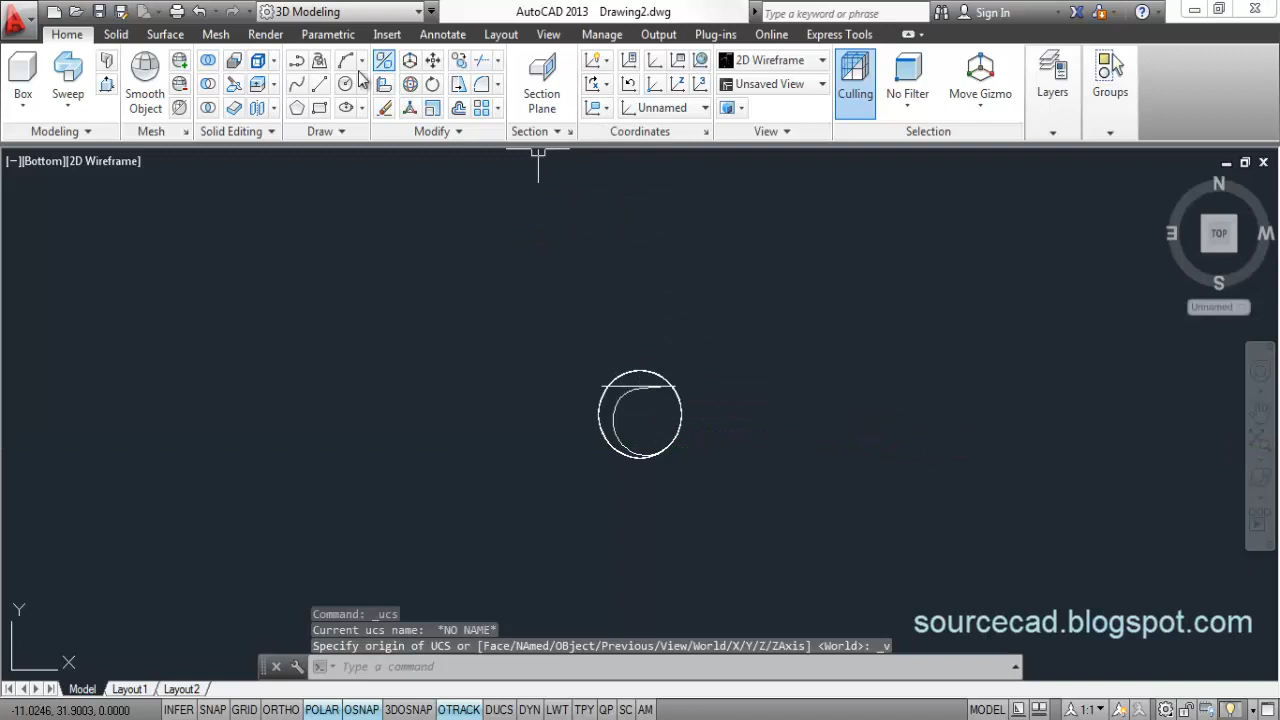 3D Modeling
AutoCAD 2013 Drawing2.dwg
Type a keyword or phrase
Sign In
Home Solid Surface Mesh Render Parametric Insert Annotate Layout View Manage Output Plug-ins Online Express Tools
Box
Sweep
Smooth Object
Section Plane
2D Wireframe
Unsaved View
Unnamed
Culling
No Filter
Move Gizmo
Layers
Groups
Modeling Mesh Solid Editing Draw Modify Section Coordinates View Selection
[−][Bottom][2D Wireframe]
N
E TOP W
S
Unnamed
Y
X
Command: _ucs
Current ucs name: *NO NAME*
Specify origin of UCS or [Face/NAmed/OBject/Previous/View/World/X/Y/Z/ZAxis] <World>: _v
Type a command
sourcecad.blogspot.com
Model Layout1 Layout2
-11.0246, 31.9003, 0.0000 INFER SNAP GRID ORTHO POLAR OSNAP 3DOSNAP OTRACK DUCS DYN LWT TPY QP SC AM MODEL 1:1